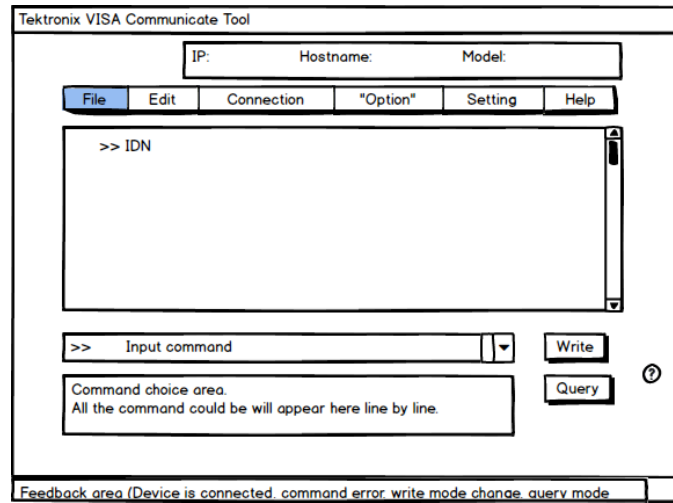 Tektronix VISA Communicate Tool
IP: Hostname: Model:
File Edit Connection "Option" Setting Help
>> IDN
>> Input command
Write
Command choice area.
All the command could be will appear here line by line.
Query
?
Feedback area (Device is connected, command error, write mode change, query mode